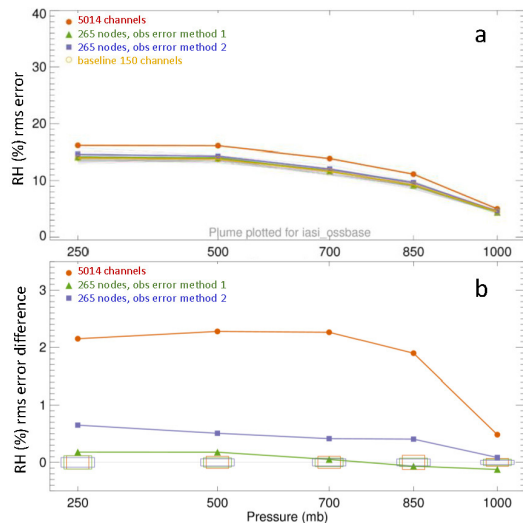 40
30
20
10
0
RH (%) rms error
5014 channels
265 nodes, obs error method 1
265 nodes, obs error method 2
baseline 150 channels
a
Plume plotted for iasi_ossbase
250 500 700 850 1000
3
2
1
0
RH (%) rms error difference
5014 channels
265 nodes, obs error method 1
265 nodes, obs error method 2
b
250 500 700 850 1000
Pressure (mb)